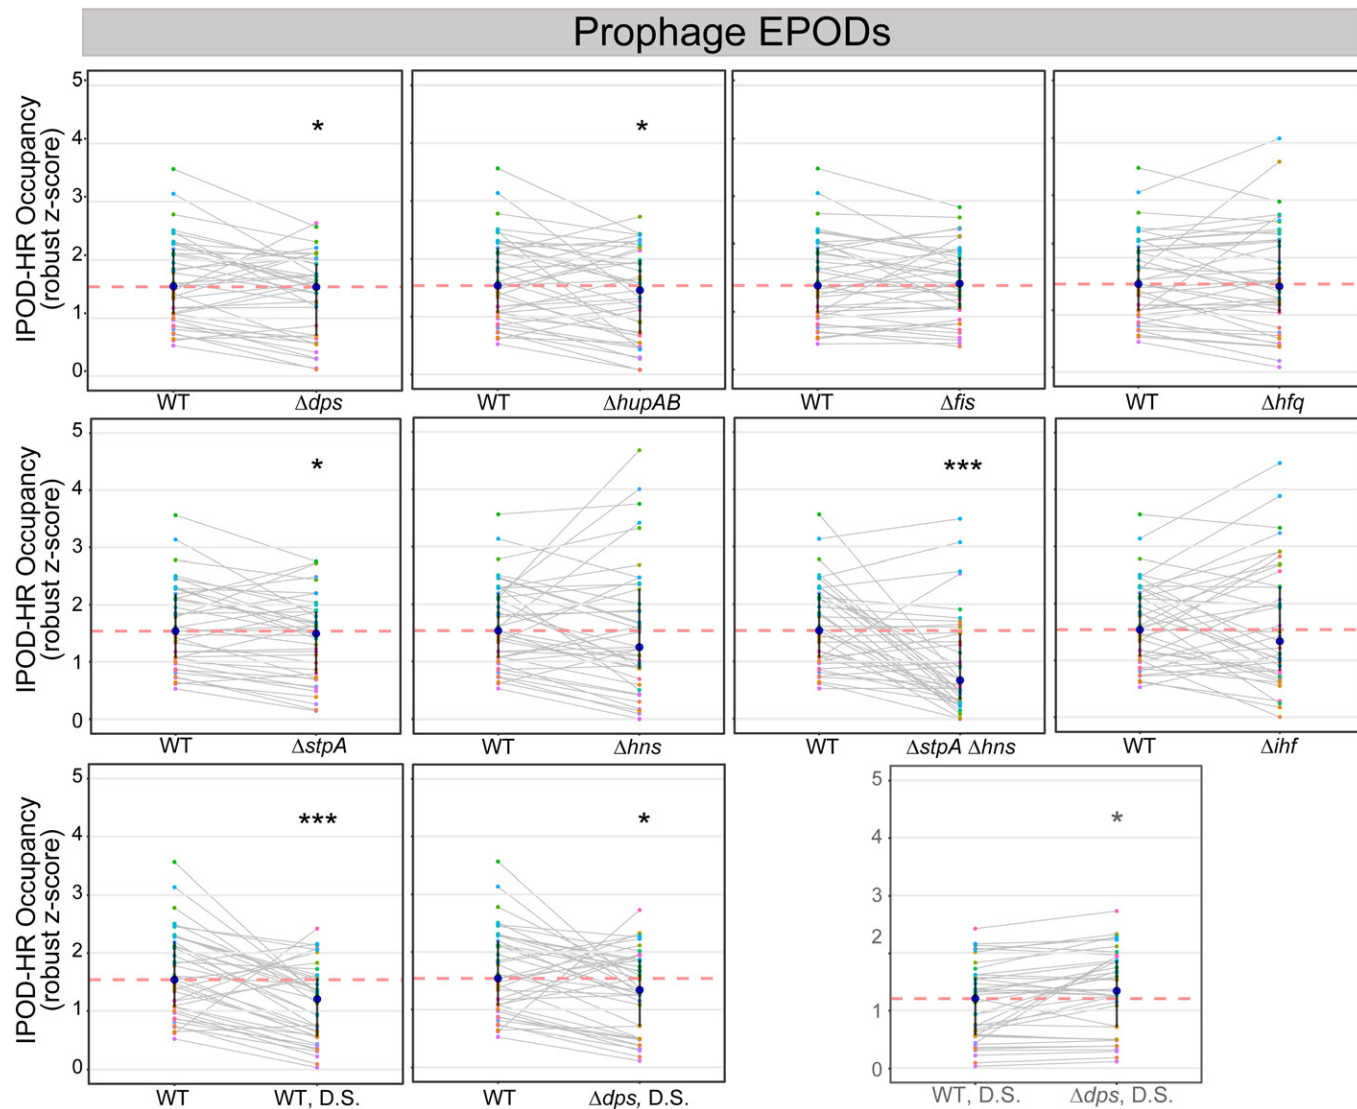 Prophage EPODs
IPOD-HR Occupancy
(robust z-score)
5
4
3
2
1
0
*
WT
Δdps
*
WT
ΔhupAB
WT
Δfis
WT
Δhfq
IPOD-HR Occupancy
(robust z-score)
5
4
3
2
1
0
*
WT
ΔstpA
WT
Δhns
***
WT
ΔstpA Δhns
WT
Δihf
IPOD-HR Occupancy
(robust z-score)
5
4
3
2
1
0
***
WT
WT, D.S.
*
WT
Δdps, D.S.
5
4
3
2
1
0
*
WT, D.S.
Δdps, D.S.